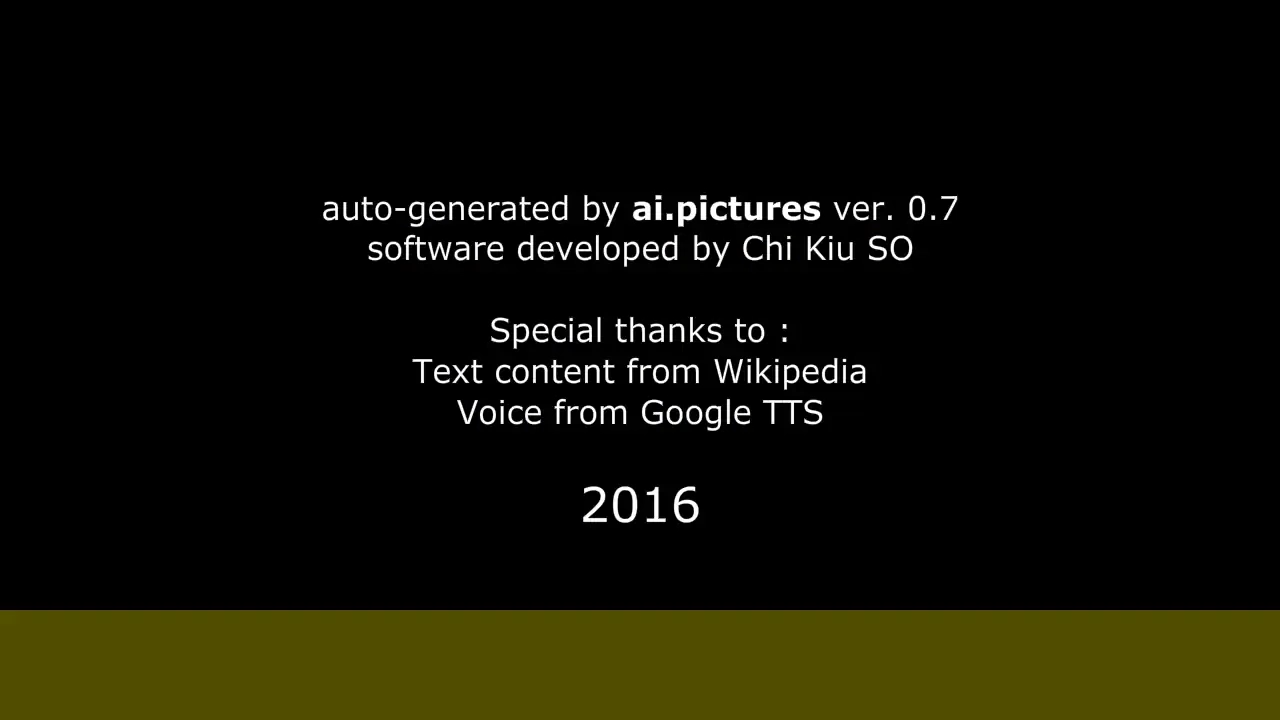 auto-generated by ai.pictures ver. 0.7
software developed by Chi Kiu SO
Special thanks to :
Text content from Wikipedia
Voice from Google TTS
2016